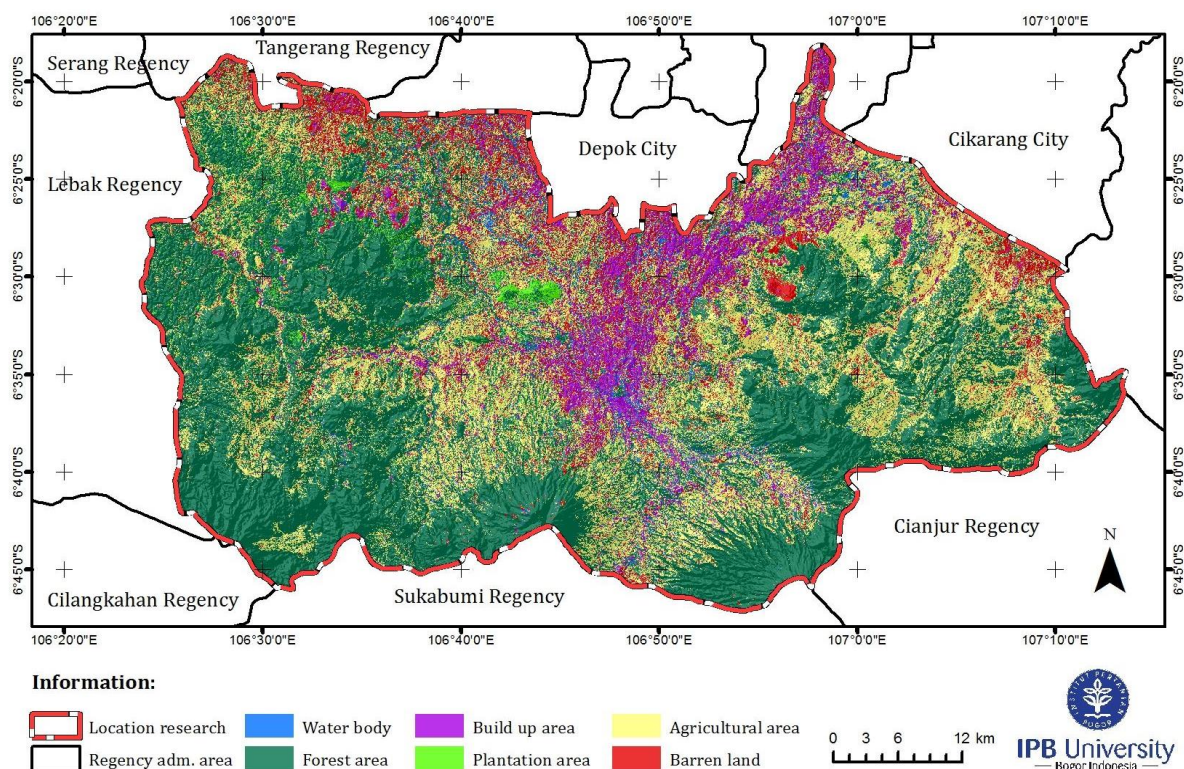 106°20'0"E 106°30'0"E 106°40'0"E 106°50'0"E 107°0'0"E 107°10'0"E
Tangerang Regency
Serang Regency
6°20'0"S 6°20'0"S
Depok City
Cikarang City
Lebak Regency
6°25'0"S 6°25'0"S
6°30'0"S 6°30'0"S
6°35'0"S 6°35'0"S
6°40'0"S 6°40'0"S
Cianjur Regency
N
6°45'0"S 6°45'0"S
Cilangkahan Regency
Sukabumi Regency
106°20'0"E 106°30'0"E 106°40'0"E 106°50'0"E 107°0'0"E 107°10'0"E
Information:
Location research Water body Build up area Agricultural area
Regency adm. area Forest area Plantation area Barren land
0 3 6 12 km
INSTITUT PERTANIAN
BOGOR
IPB University
Bogor Indonesia